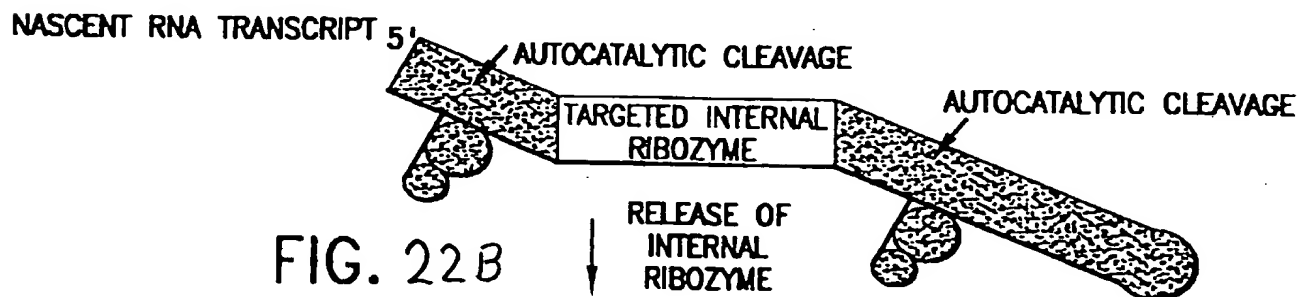 NASCENT RNA TRANSCRIPT 5'
AUTOCATALYTIC CLEAVAGE
AUTOCATALYTIC CLEAVAGE
TARGETED INTERNAL
RIBOZYME
RELEASE OF
INTERNAL
RIBOZYME
FIG. 22B